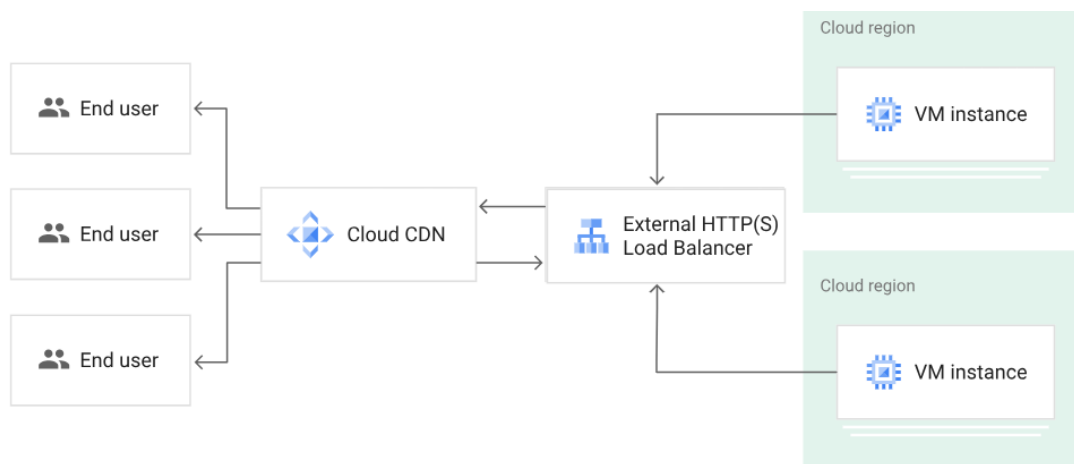 Cloud region
VM instance
End user
End user
End user
Cloud CDN
External HTTP(S)
Load Balancer
Cloud region
VM instance